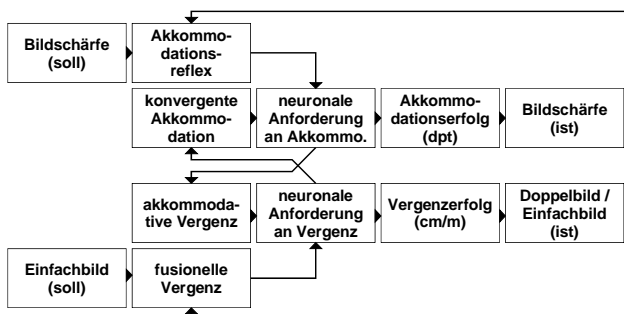 Bildschärfe
(soll)
Akkommo-
dations-
reflex
konvergente
Akkommo-
dation
neuronale
Anforderung
an Akkommo.
Akkommo-
dationserfolg
(dpt)
Bildschärfe
(ist)
akkommoda-
tive Vergenz
neuronale
Anforderung
an Vergenz
Vergenzerfolg
(cm/m)
Doppelbild /
Einfachbild
(ist)
Einfachbild
(soll)
fusionelle
Vergenz